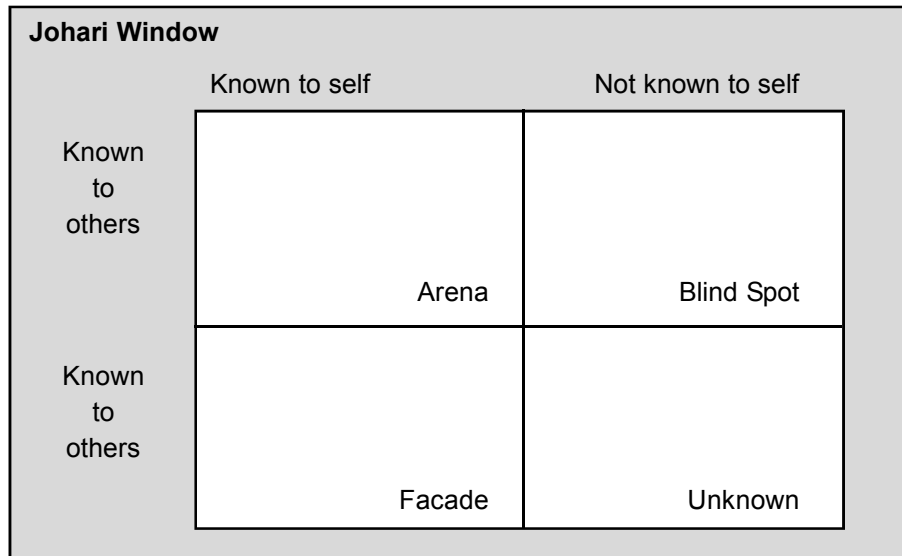 Johari Window
Known to self Not known to self
Known
to
others
Arena Blind Spot
Known
to
others
Facade Unknown